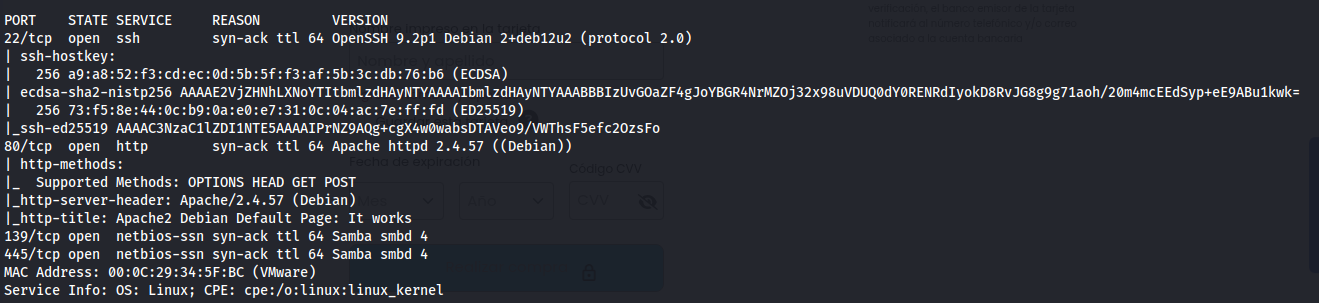 PORT    STATE SERVICE     REASON         VERSION
22/tcp  open  ssh         syn-ack ttl 64 OpenSSH 9.2p1 Debian 2+deb12u2 (protocol 2.0)
| ssh-hostkey:
|   256 a9:a8:52:f3:cd:ec:0d:5b:5f:f3:af:5b:3c:db:76:b6 (ECDSA)
| ecdsa-sha2-nistp256 AAAAE2VjZHNhLXNoYTItbmlzdHAyNTYAAAAIbmlzdHAyNTYAAABBBIzUvGOaZF4gJoYBGR4NrMZOj32x98uVDUQ0dY0RENRdIyokD8RvJG8g9g71aoh/20m4mcEEdSyp+eE9ABu1kwk=
|   256 73:f5:8e:44:0c:b9:0a:e0:e7:31:0c:04:ac:7e:ff:fd (ED25519)
|_ssh-ed25519 AAAAC3NzaC1lZDI1NTE5AAAAIPrNZ9AQg+cgX4w0wabsDTAVeo9/VWThsF5efc2OzsFo
80/tcp  open  http        syn-ack ttl 64 Apache httpd 2.4.57 ((Debian))
| http-methods:
|_  Supported Methods: OPTIONS HEAD GET POST
|_http-server-header: Apache/2.4.57 (Debian)
|_http-title: Apache2 Debian Default Page: It works
139/tcp open  netbios-ssn syn-ack ttl 64 Samba smbd 4
445/tcp open  netbios-ssn syn-ack ttl 64 Samba smbd 4
MAC Address: 00:0C:29:34:5F:BC (VMware)
Service Info: OS: Linux; CPE: cpe:/o:linux:linux_kernel
Fecha de expiración
Código CVV
Año
CVV